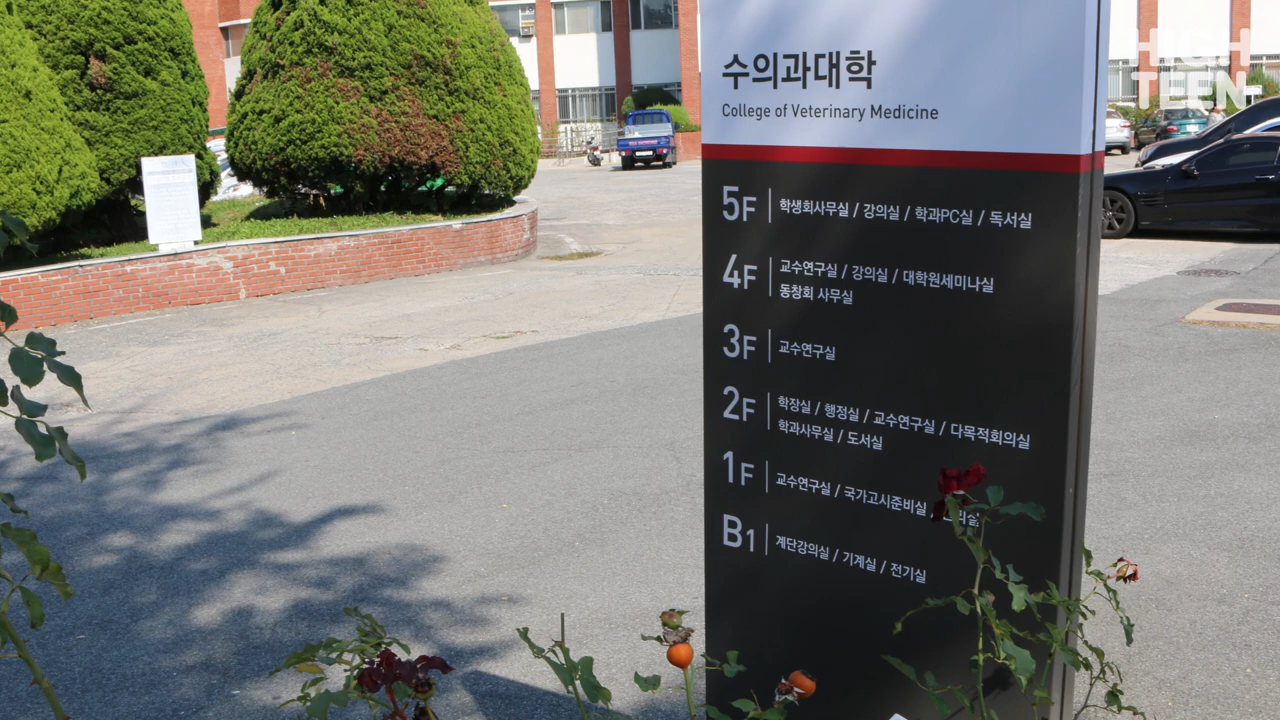 HIGH
TEEN
수의과대학
College of Veterinary Medicine
5F 학생회사무실 / 강의실 / 학과PC실 / 독서실
4F 교수연구실 / 강의실 / 대학원세미나실
동창회 사무실
3F 교수연구실
2F 학장실 / 행정실 / 교수연구실 / 다목적회의실
학과사무실 / 도서실
1F 교수연구실 / 국가고시준비실
B1 계단강의실 / 기계실 / 전기실